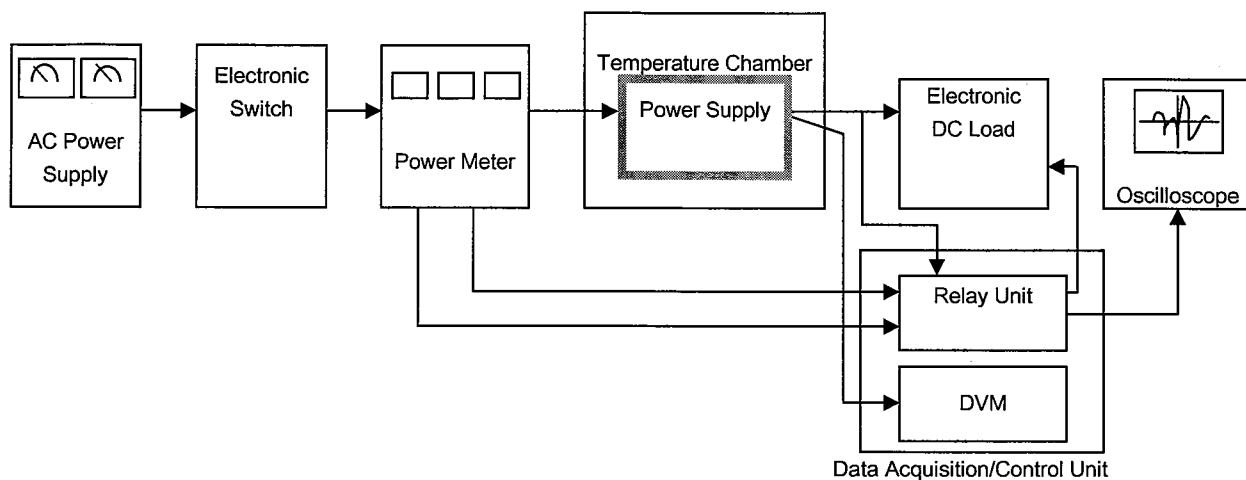 AC Power
Supply
Electronic
Switch
Power Meter
Temperature Chamber
Power Supply
Electronic
DC Load
Oscilloscope
Relay Unit
DVM
Data Acquisition/Control Unit